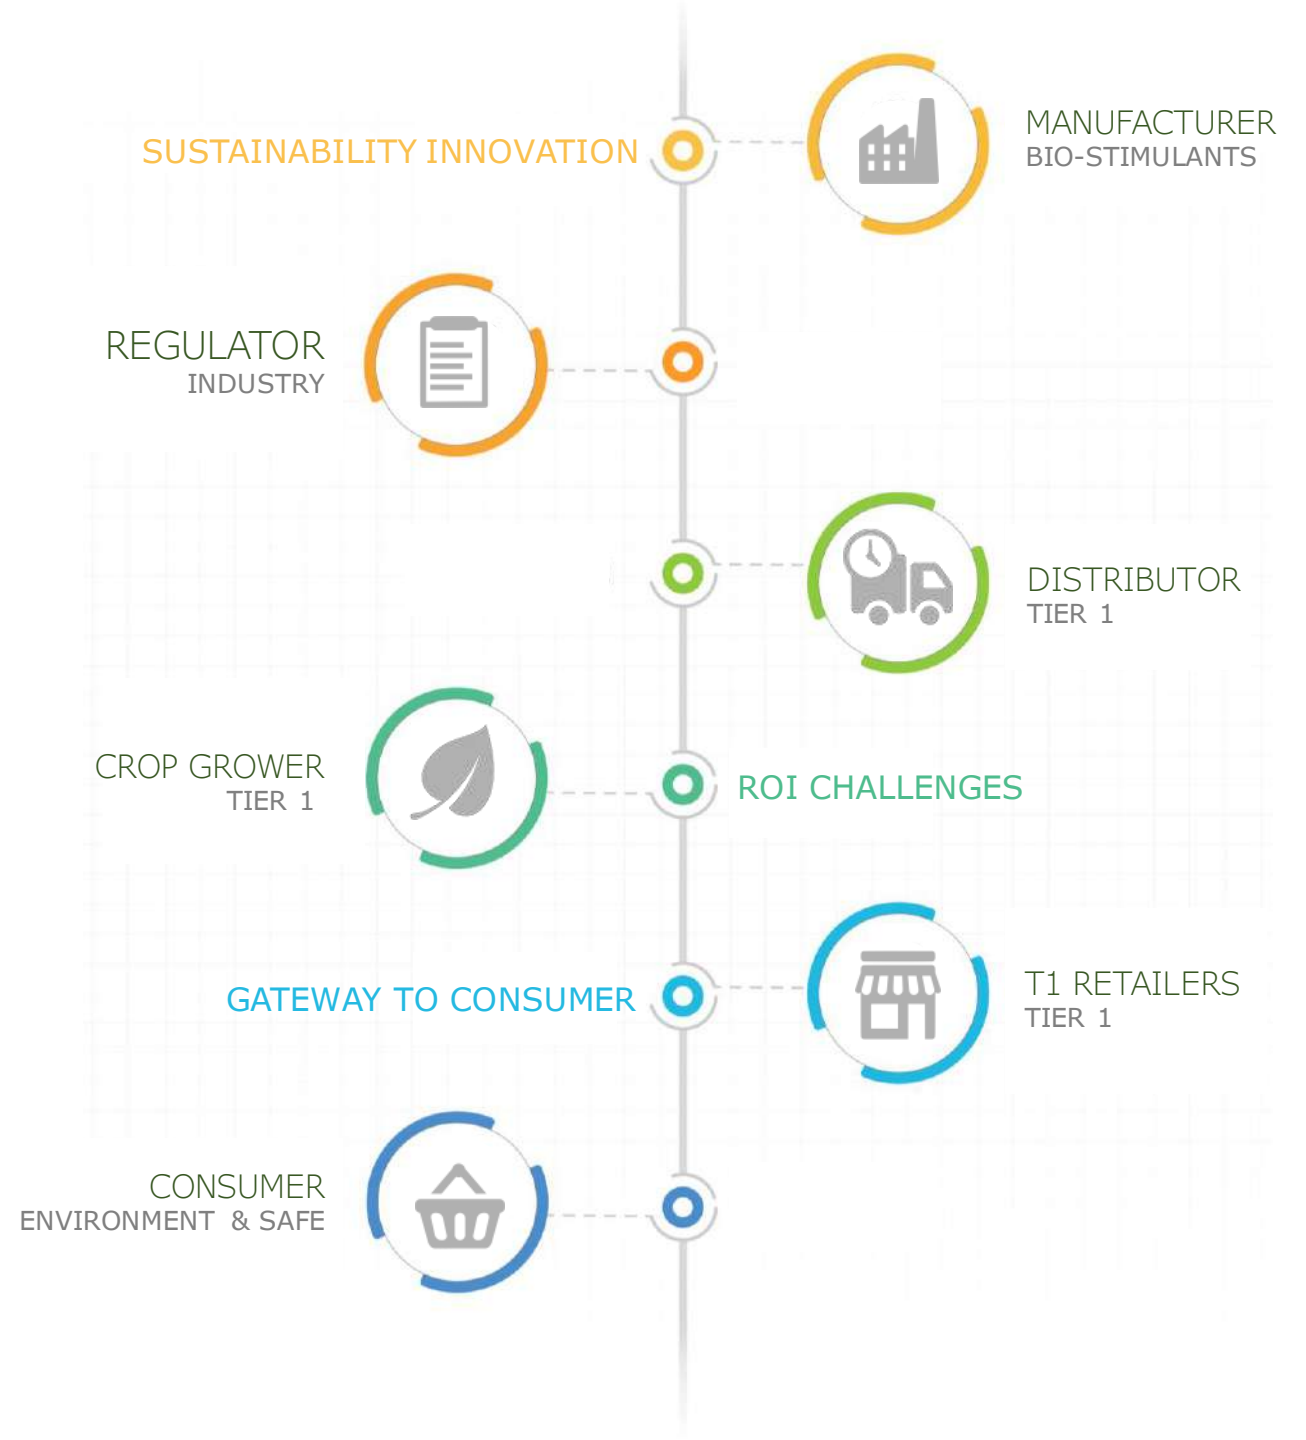 SUSTAINABILITY INNOVATION
MANUFACTURER
BIO-STIMULANTS
REGULATOR
INDUSTRY
DISTRIBUTOR
TIER 1
CROP GROWER
TIER 1
ROI CHALLENGES
GATEWAY TO CONSUMER
T1 RETAILERS
TIER 1
CONSUMER
ENVIRONMENT & SAFE